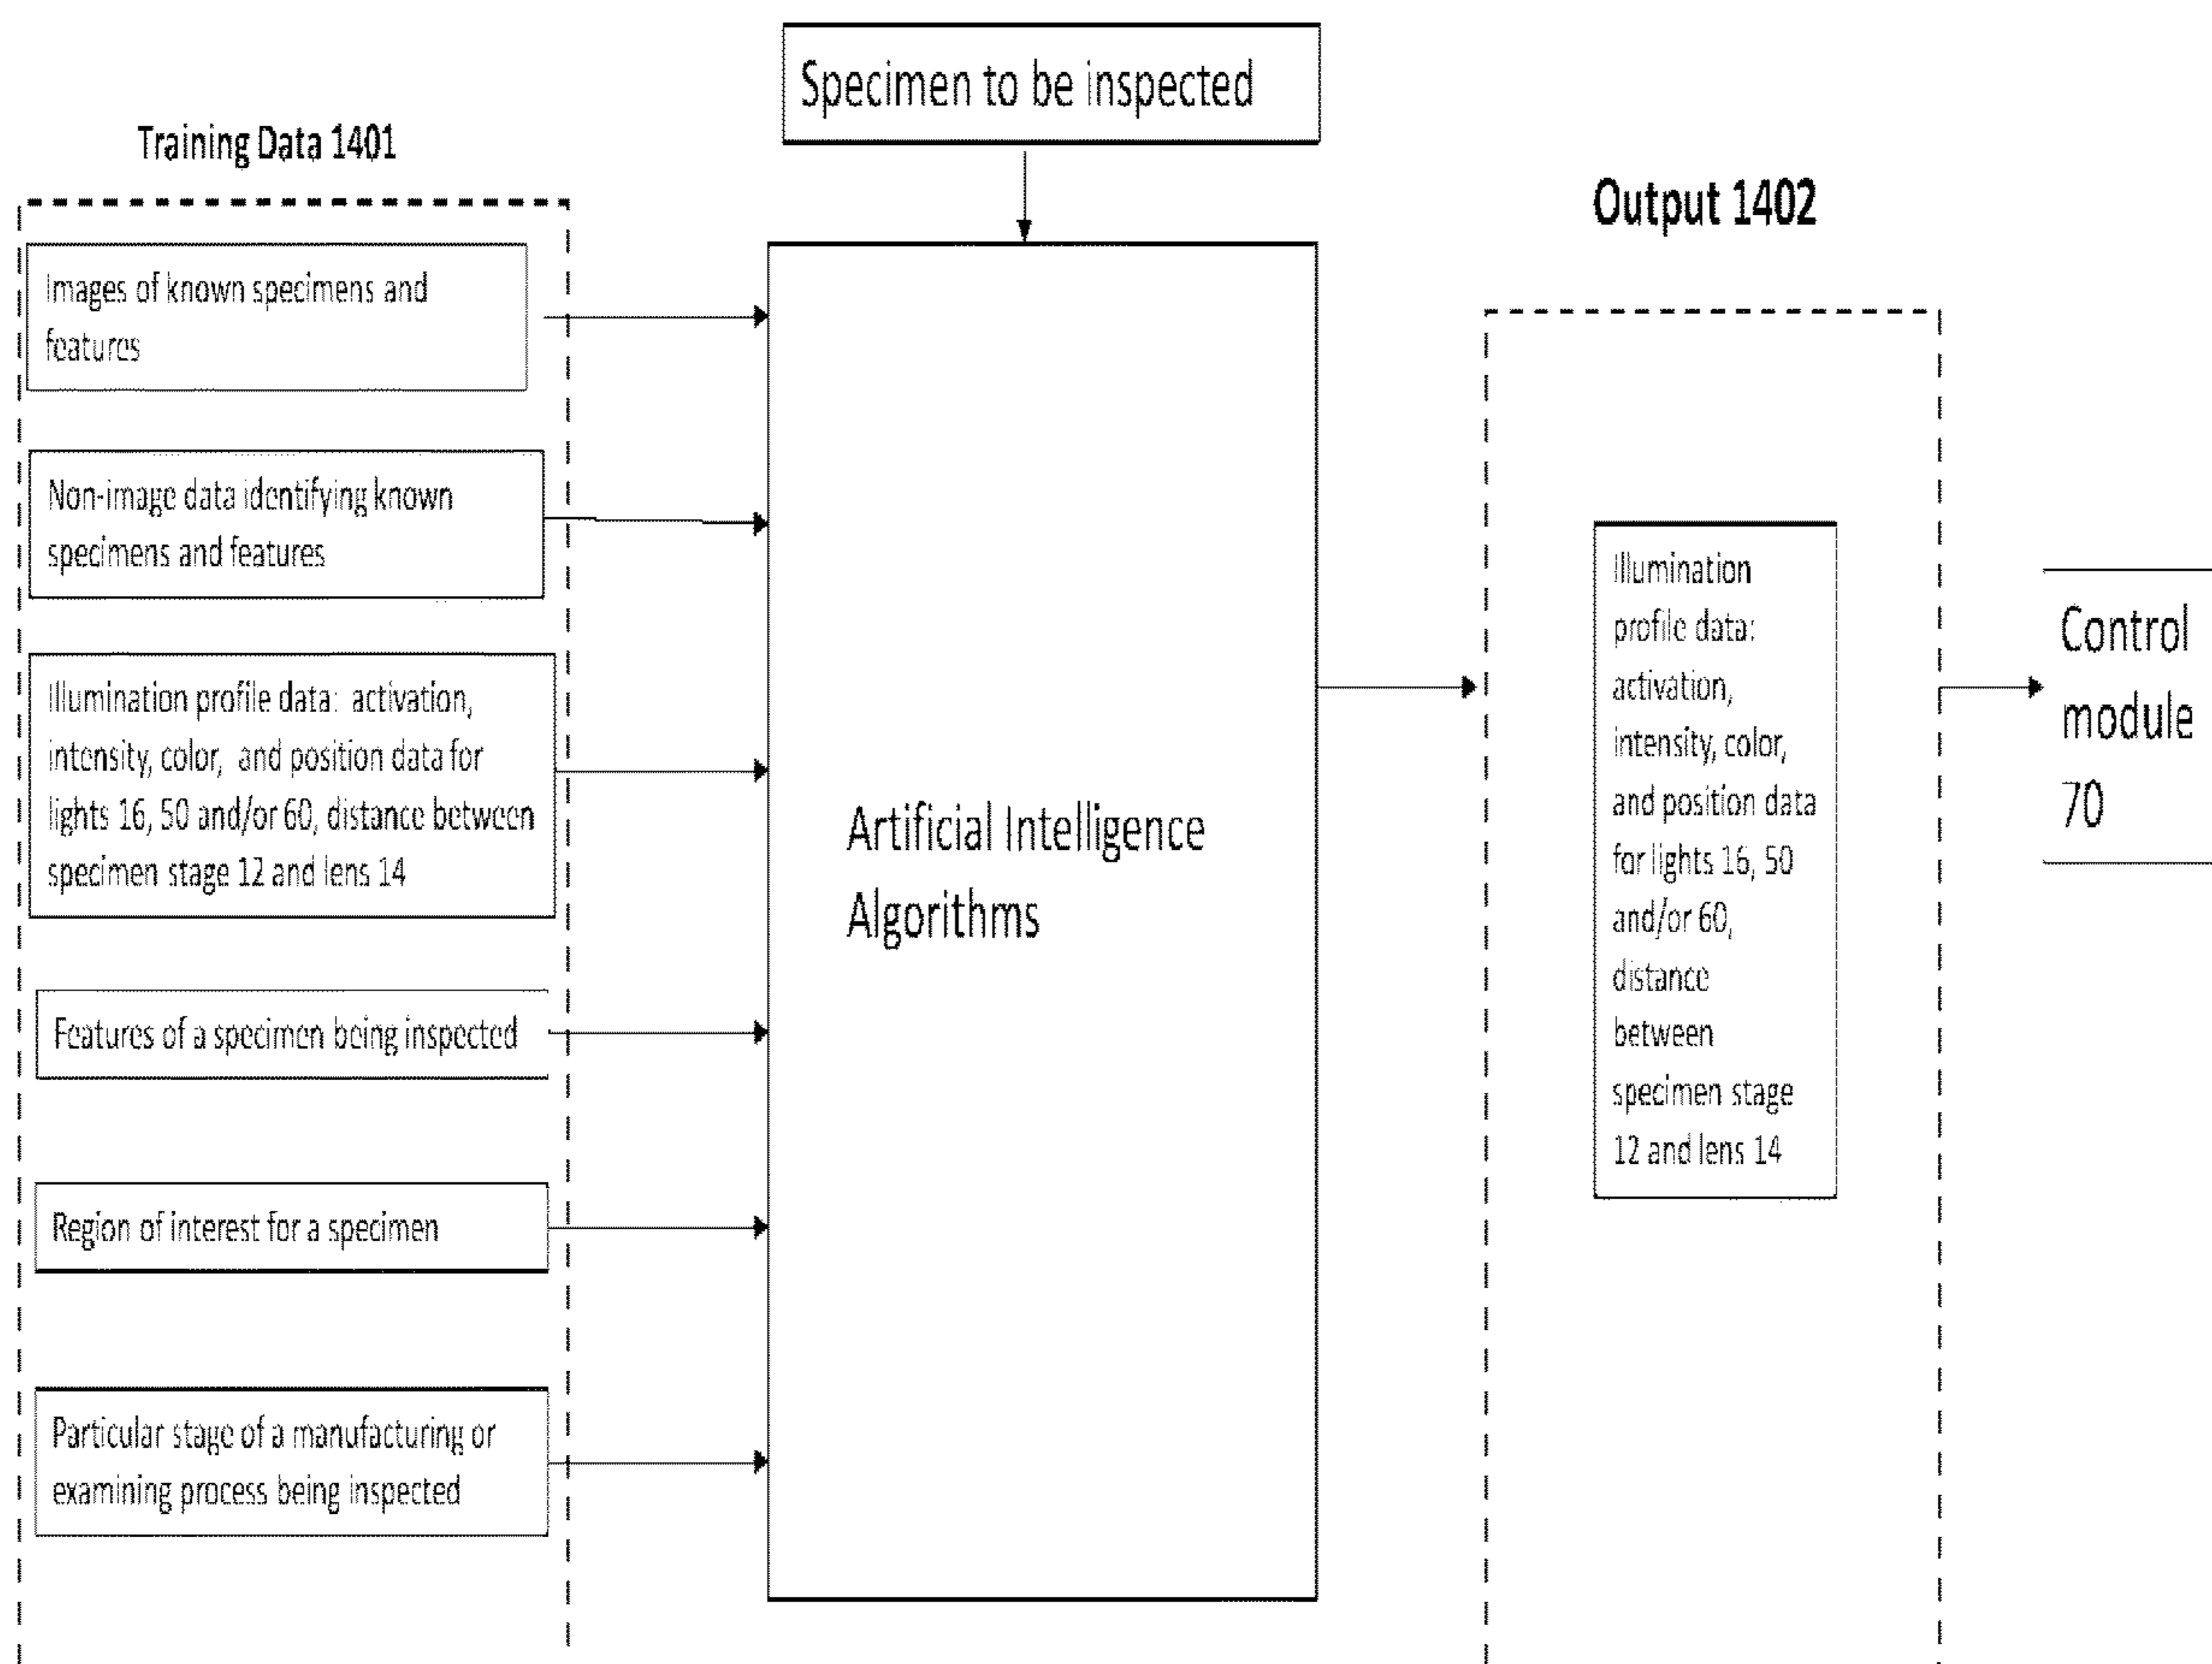 Specimen to be inspected
Training Data 1401
Images of known specimens and
features
Non-image data identifying known
specimens and features
Illumination profile data: activation,
intensity, color, and position data for
lights 16, 50 and/or 60, distance between
specimen stage 12 and lens 14
Features of a specimen being inspected
Region of interest for a specimen
Particular stage of a manufacturing or
examining process being inspected
Artificial Intelligence
Algorithms
Output 1402
Illumination
profile data:
activation,
intensity, color,
and position data
for lights 16, 50
and/or 60,
distance
between
specimen stage
12 and lens 14
Control
module
70